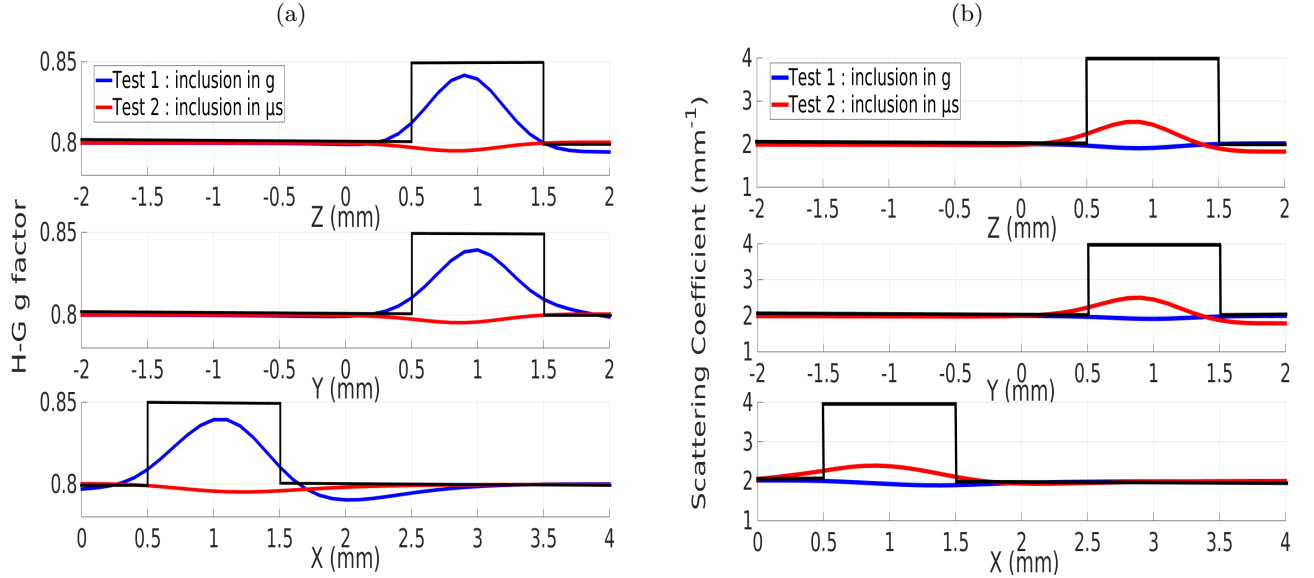 (a)
(b)
H-G g factor
0.85
0.8
Test 1 : inclusion in g
Test 2 : inclusion in μs
-2 -1.5 -1 -0.5 0 0.5 1 1.5 2
Z (mm)
0.85
0.8
-2 -1.5 -1 -0.5 0 0.5 1 1.5 2
Y (mm)
0.85
0.8
0 0.5 1 1.5 2 2.5 3 3.5 4
X (mm)
Scattering Coefficient (mm⁻¹)
4
3
2
1
Test 1 : inclusion in g
Test 2 : inclusion in μs
-2 -1.5 -1 -0.5 0 0.5 1 1.5 2
Z (mm)
4
3
2
1
-2 -1.5 -1 -0.5 0 0.5 1 1.5 2
Y (mm)
4
3
2
1
0 0.5 1 1.5 2 2.5 3 3.5 4
X (mm)